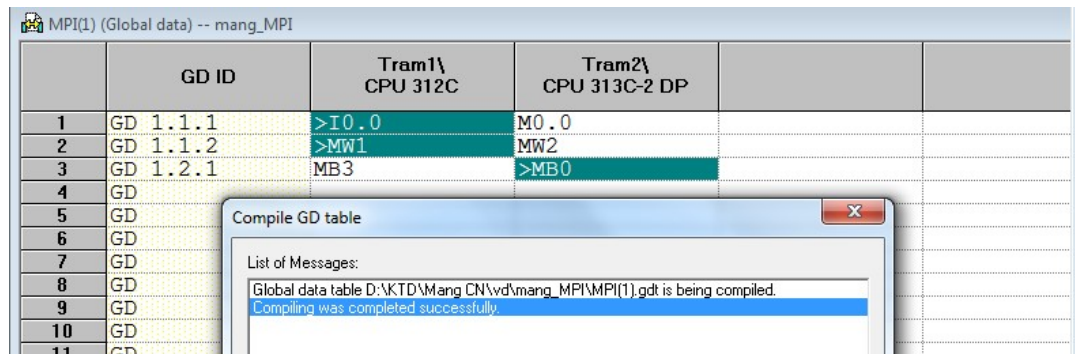 MPI(1) (Global data) -- mang_MPI
GD ID Tram1\ Tram2\
CPU 312C CPU 313C-2 DP
1 GD 1.1.1 >I0.0 M0.0
2 GD 1.1.2 >MW1 MW2
3 GD 1.2.1 MB3 >MB0
4 GD
5 GD
Compile GD table
6 GD
7 GD
List of Messages:
8 GD
Global data table D:\KTD\Mang CN\vd\mang_MPI\MPI(1).gdt is being compiled.
9 GD
Compiling was completed successfully.
10 GD
11 GD